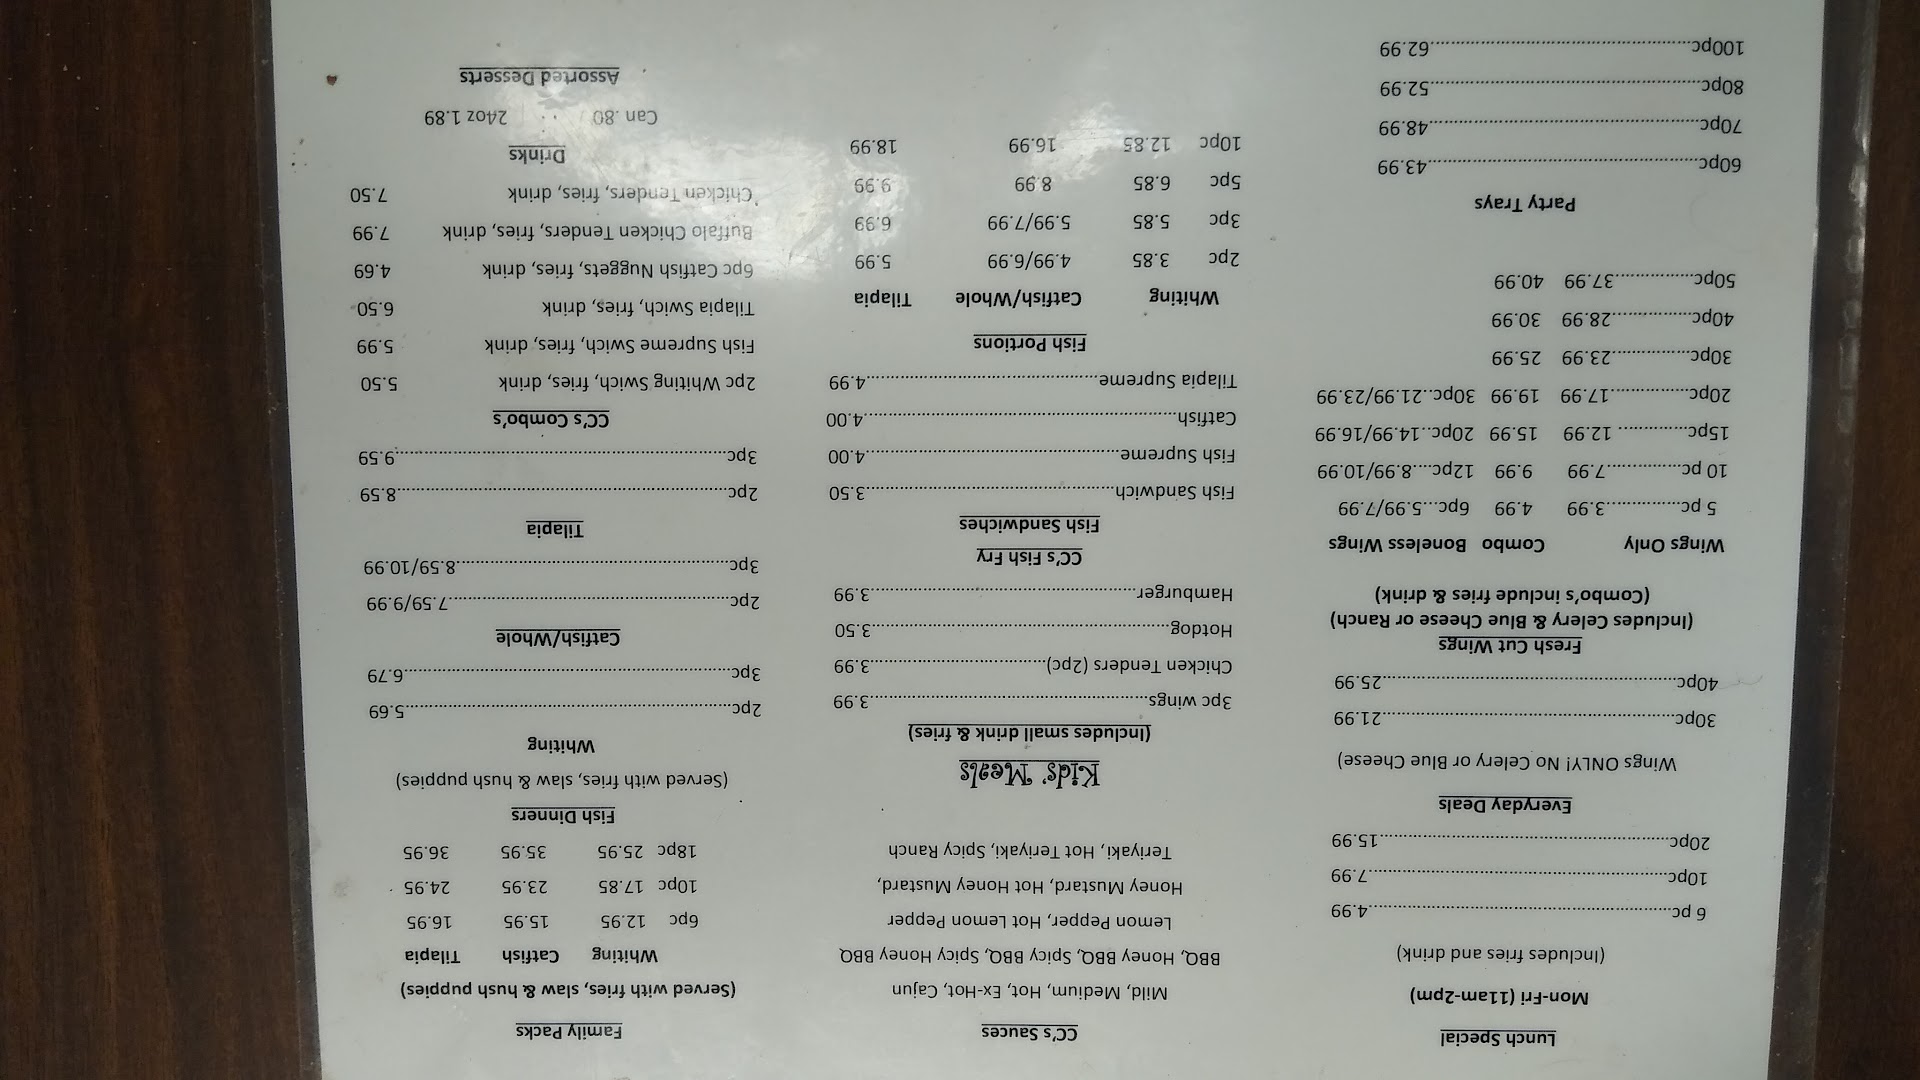 Lunch Special
Mon-Fri (11am-2pm)
(Includes fries and drink)
6 pc........4.99
10pc........7.99
20pc........15.99
Everyday Deals
Wings ONLY! No Celery or Blue Cheese)
30pc........21.99
40pc........25.99
Fresh Cut Wings
(Includes Celery & Blue Cheese or Ranch)
(Combo's include fries & drink)
Wings Only Combo Boneless Wings
5 pc........3.99 4.99 6pc...5.99/7.99
10 pc........7.99 9.99 12pc....8.99/10.99
15pc........ 12.99 15.99 20pc..14.99/16.99
20pc........17.99 19.99 30pc..21.99/23.99
30pc........23.99 25.99
40pc........28.99 30.99
50pc........37.99 40.99
Party Trays
60pc........43.99
70pc........48.99
80pc........52.99
100pc........62.99
CC's Sauces
Mild, Medium, Hot, Ex-Hot, Cajun
BBQ, Honey BBQ, Spicy BBQ, Spicy Honey BBQ
Lemon Pepper, Hot Lemon Pepper
Honey Mustard, Hot Honey Mustard,
Teriyaki, Hot Teriyaki, Spicy Ranch
Kids' Meals
(Includes small drink & fries)
3pc wings........3.99
Chicken Tenders (2pc)........3.99
Hotdog........3.50
Hamburger........3.99
CC's Fish Fry
Fish Sandwiches
Fish Sandwich........3.50
Fish Supreme........4.00
Catfish........4.00
Tilapia Supreme........4.99
Fish Portions
Whiting Catfish/Whole Tilapia
2pc 3.85 4.99/6.99 5.99
3pc 5.85 5.99/7.99 6.99
5pc 6.85 8.99 9.99
10pc 12.85 16.99 18.99
Family Packs
(Served with fries, slaw & hush puppies)
Whiting Catfish Tilapia
6pc 12.95 15.95 16.95
10pc 17.85 23.95 24.95
18pc 25.95 35.95 36.95
Fish Dinners
(Served with fries, slaw & hush puppies)
Whiting
2pc........5.69
3pc........6.79
Catfish/Whole
2pc........7.59/9.99
3pc........8.59/10.99
Tilapia
2pc........8.59
3pc........9.59
CC's Combo's
2pc Whiting Swich, fries, drink 5.50
Fish Supreme Swich, fries, drink 5.99
Tilapia Swich, fries, drink 6.50
6pc Catfish Nuggets, fries, drink 4.69
Buffalo Chicken Tenders, fries, drink 7.99
Chicken Tenders, fries, drink 7.50
Drinks
Can .80 24oz 1.89
Assorted Desserts